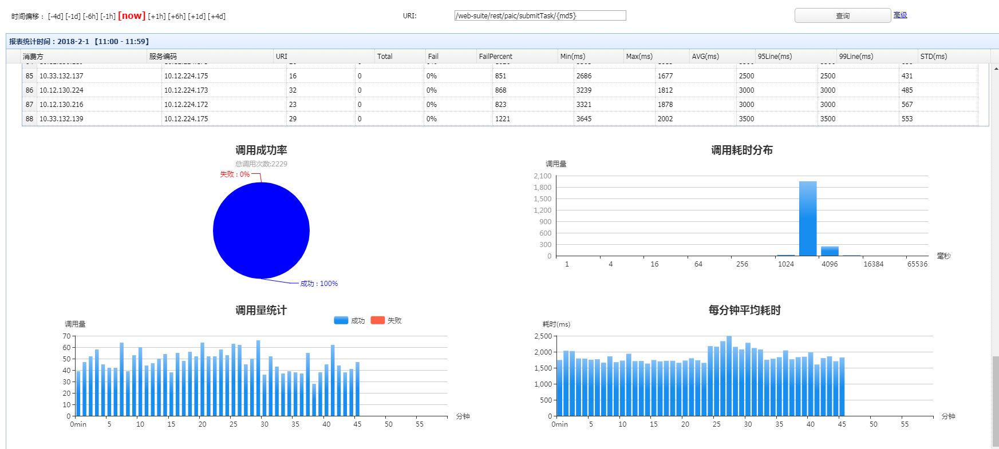 时间偏移： [-4d] [-1d] [-6h] [-1h] [now] [+1h] [+6h] [+1d] [+4d]
URI: /web-suite/rest/paic/submitTask/{md5} 查询 高级
报表统计时间：2018-2-1 【11:00 - 11:59】
消费方 服务编码 URI Total Fail FailPercent Min(ms) Max(ms) AVG(ms) 95Line(ms) 99Line(ms) STD(ms)
85 10.33.132.137 10.12.224.175 16 0 0% 851 2686 1677 2500 2500 431
86 10.12.130.224 10.12.224.173 32 0 0% 868 3239 1812 3000 3000 485
87 10.12.130.216 10.12.224.172 23 0 0% 823 3321 1878 3000 3000 567
88 10.33.132.139 10.12.224.175 29 0 0% 1221 3645 2002 3500 3500 553
调用成功率
总调用次数:2229
失败 : 0%
成功 : 100%
调用耗时分布
调用量
2,100
1,800
1,500
1,200
900
600
300
0
1 4 16 64 256 1024 4096 16384 65536
毫秒
调用量统计
成功 失败
调用量
70
60
50
40
30
20
10
0
0min 5 10 15 20 25 30 35 40 45 50 55
分钟
每分钟平均耗时
耗时(ms)
2,500
2,000
1,500
1,000
500
0
0min 5 10 15 20 25 30 35 40 45 50 55
分钟